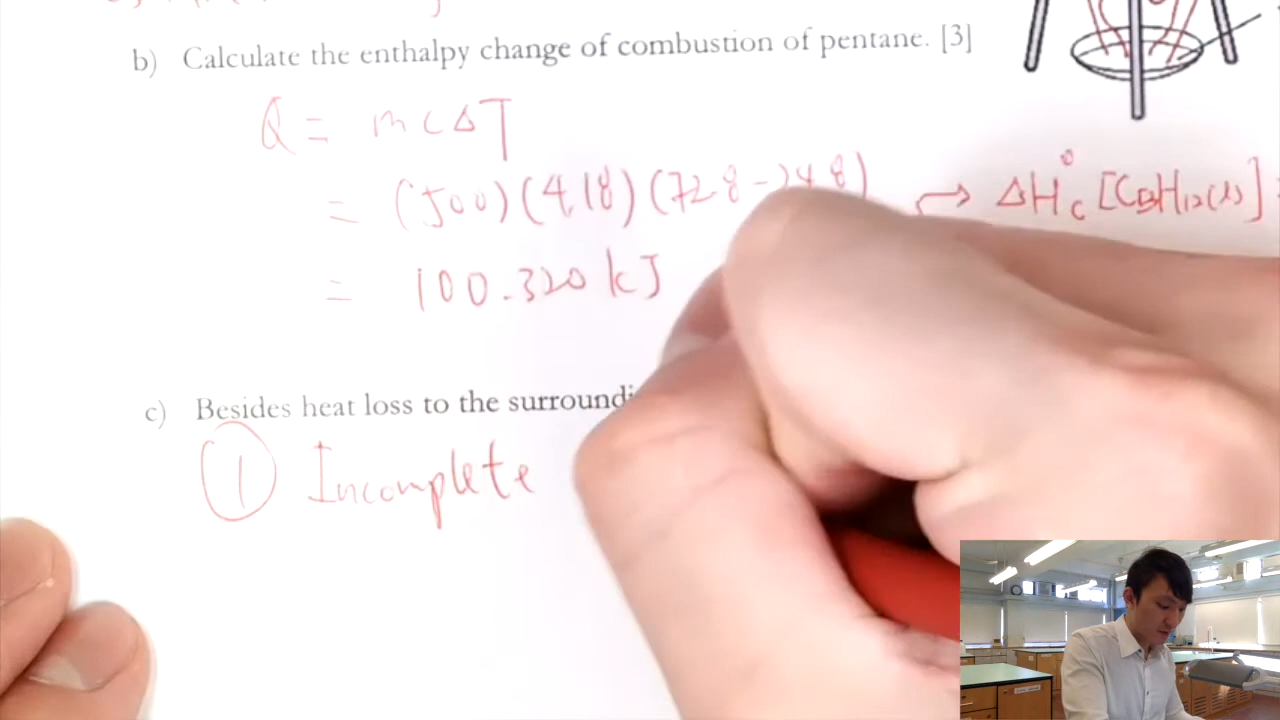 b) Calculate the enthalpy change of combustion of pentane. [3]
Q = mcΔT
= (500)(4.18)(72.8-24.8)
→ ΔH°c [C5H12(l)]
= 100.320 kJ
c) Besides heat loss to the
① Incomplete